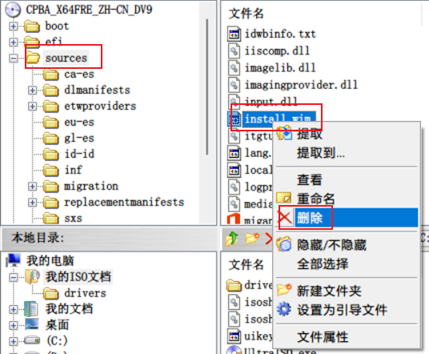 CPBA_X64FRE_ZH-CN_DV9
boot
efi
sources
ca-es
dlmanifests
etwproviders
eu-es
gl-es
id-id
inf
migration
replacementmanifests
sxs
文件名
idwbinfo.txt
iiscomp.dll
imagelib.dll
imagingprovider.dll
input.dll
install.wim
itgtu
lang.
local
logpr
media
migan
提取
提取到...
查看
重命名
删除
隐藏/不隐藏
全部选择
新建文件夹
设置为引导文件
文件属性
本地目录:
我的电脑
我的ISO文档
drivers
我的文档
桌面
(C:)
C:
文件名
drive
isosh
isosh
uikey
UltraISO.exe